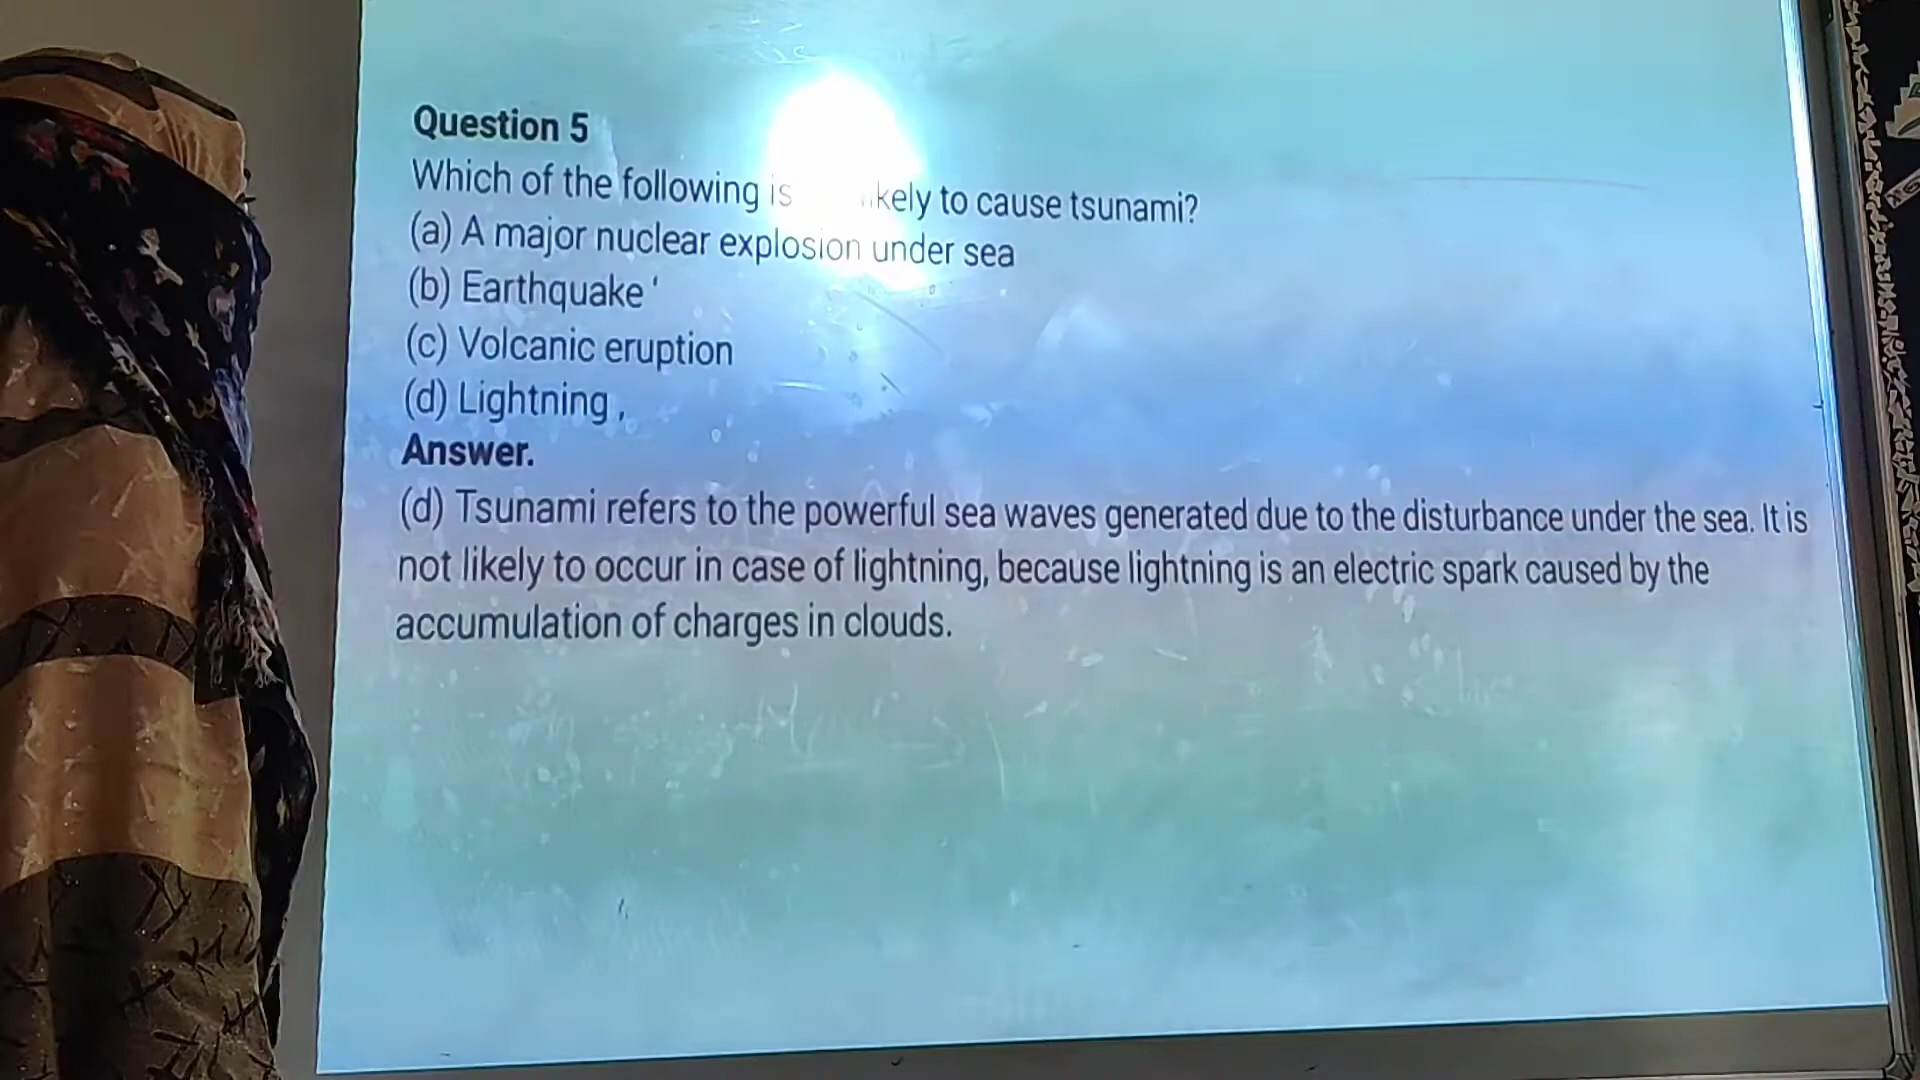 Question 5
Which of the following is kely to cause tsunami?
(a) A major nuclear explosion under sea
(b) Earthquake '
(c) Volcanic eruption
(d) Lightning ,
Answer.
(d) Tsunami refers to the powerful sea waves generated due to the disturbance under the sea. It is
not likely to occur in case of lightning, because lightning is an electric spark caused by the
accumulation of charges in clouds.